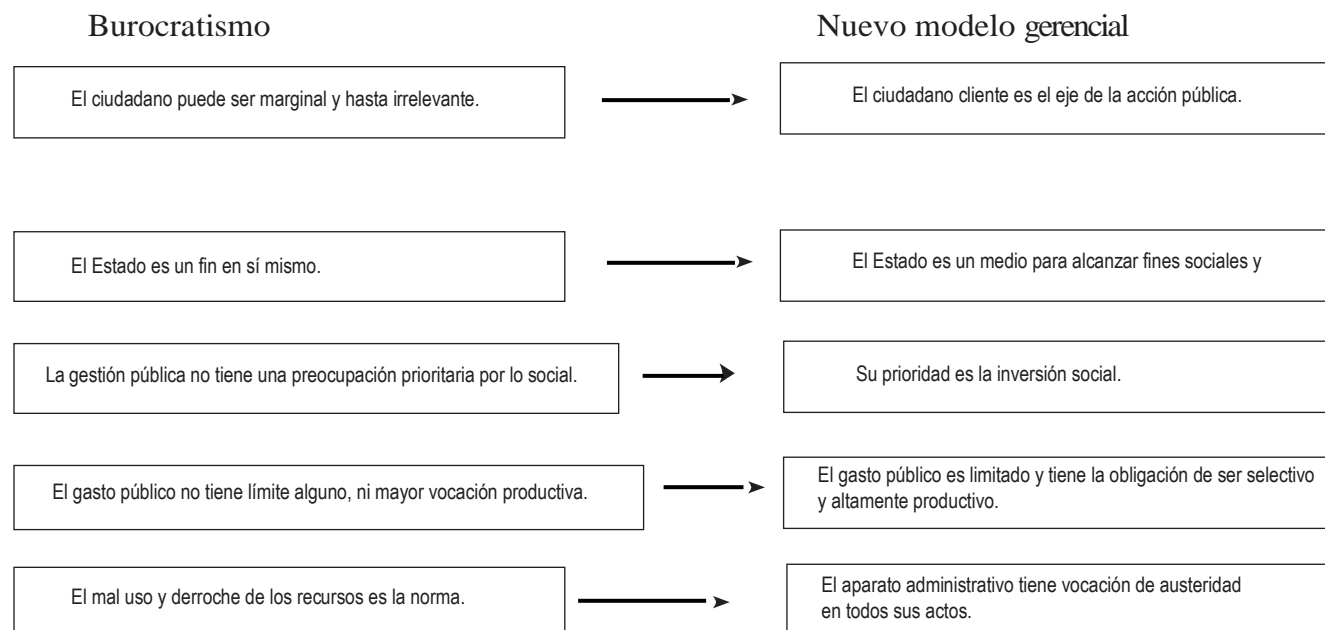 Burocratismo
Nuevo modelo gerencial
El ciudadano puede ser marginal y hasta irrelevante.
El ciudadano cliente es el eje de la acción pública.
El Estado es un fin en sí mismo.
El Estado es un medio para alcanzar fines sociales y
La gestión pública no tiene una preocupación prioritaria por lo social.
Su prioridad es la inversión social.
El gasto público no tiene límite alguno, ni mayor vocación productiva.
El gasto público es limitado y tiene la obligación de ser selectivo
y altamente productivo.
El mal uso y derroche de los recursos es la norma.
El aparato administrativo tiene vocación de austeridad
en todos sus actos.